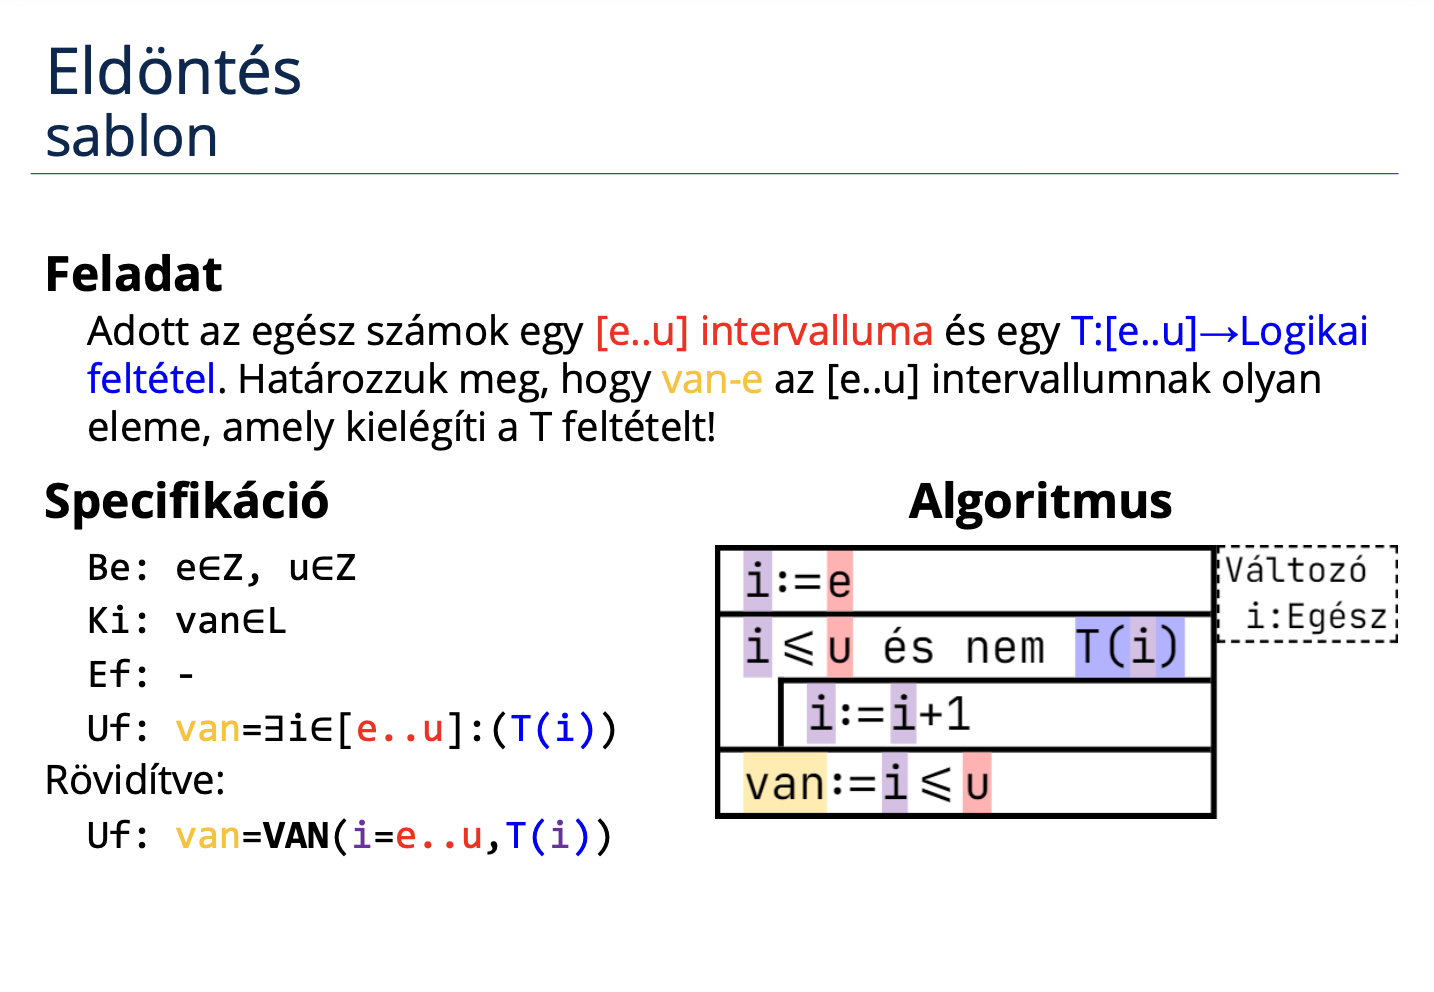 Eldöntés
sablon
Feladat
Adott az egész számok egy [e..u] intervalluma és egy T:[e..u]→Logikai
feltétel. Határozzuk meg, hogy van-e az [e..u] intervallumnak olyan
eleme, amely kielégíti a T feltételt!
Specifikáció
Be: e∈Z, u∈Z
Ki: van∈L
Ef: -
Uf: van=∃i∈[e..u]:(T(i))
Rövidítve:
Uf: van=VAN(i=e..u,T(i))
Algoritmus
i:=e
i≤u és nem T(i)
i:=i+1
van:=i≤u
Változó
i:Egész